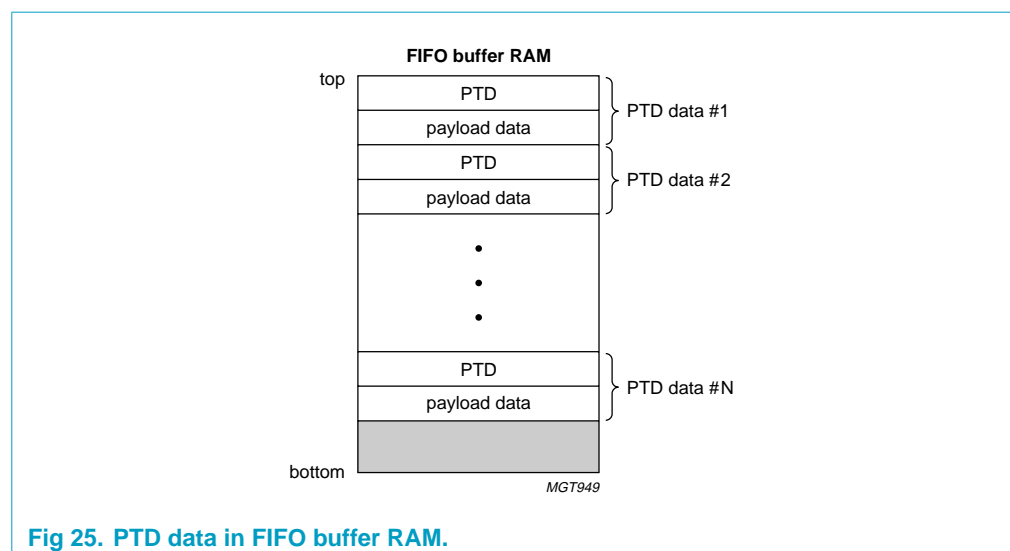 FIFO buffer RAM
top
PTD
payload data
PTD data #1
PTD
payload data
PTD data #2
PTD
payload data
PTD data #N
bottom
MGT949
Fig 25. PTD data in FIFO buffer RAM.